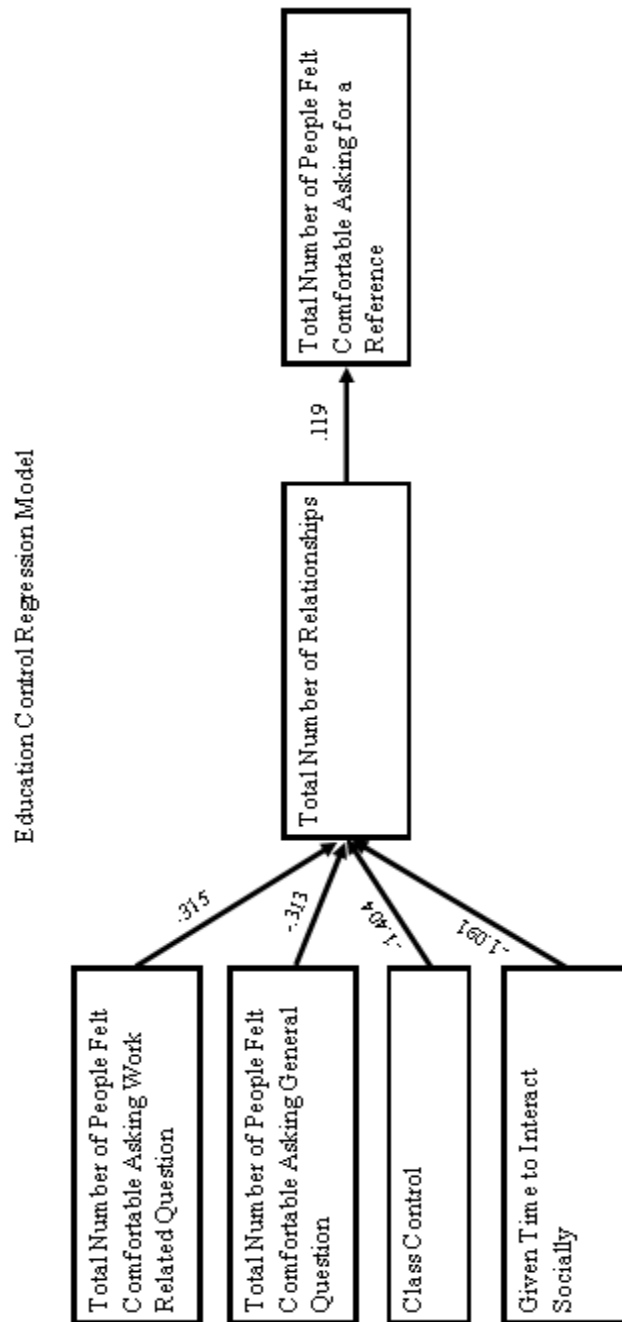 Education Control Regression Model
Total Number of People Felt
Comfortable Asking Work
Related Question
Total Number of People Felt
Comfortable Asking General
Question
Class Control
Given Time to Interact
Socially
.315
-.313
-1.404
-1.091
Total Number of Relationships
.119
Total Number of People Felt
Comfortable Asking for a
Reference